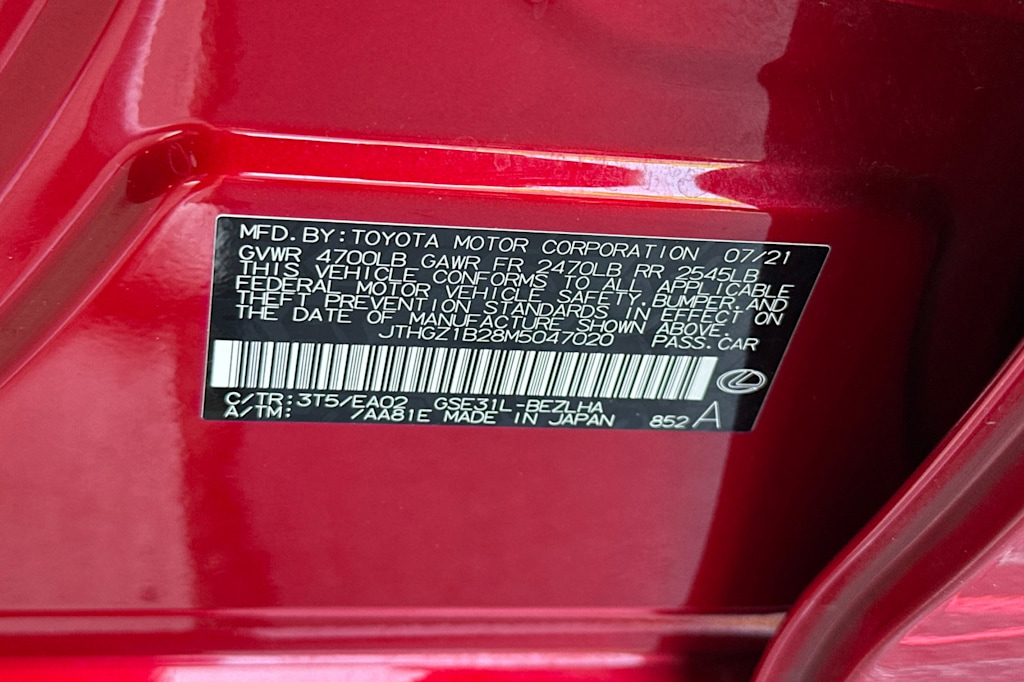 MFD. BY: TOYOTA MOTOR CORPORATION 07/21
GVWR 4700LB GAWR FR 2470LB RR 2545LB
THIS VEHICLE CONFORMS TO ALL APPLICABLE
FEDERAL MOTOR VEHICLE SAFETY, BUMPER, AND
THEFT PREVENTION STANDARDS IN EFFECT ON
THE DATE OF MANUFACTURE SHOWN ABOVE.
JTHGZ1B28M5047020 PASS. CAR
C/TR: 3T5/EA02 GSE31L-BEZLHA
A/TM: /AA81E MADE IN JAPAN 852 A